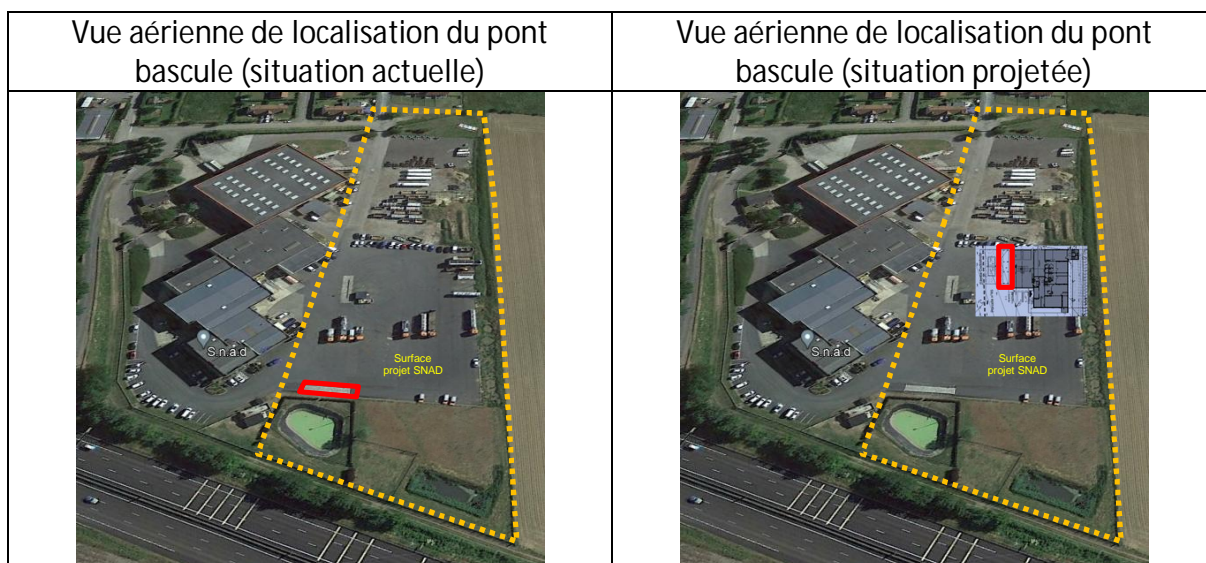 Vue aérienne de localisation du pont
bascule (situation actuelle)
Vue aérienne de localisation du pont
bascule (situation projetée)
S.n.a.d
Surface
projet SNAD
S.n.a.d
Surface
projet SNAD